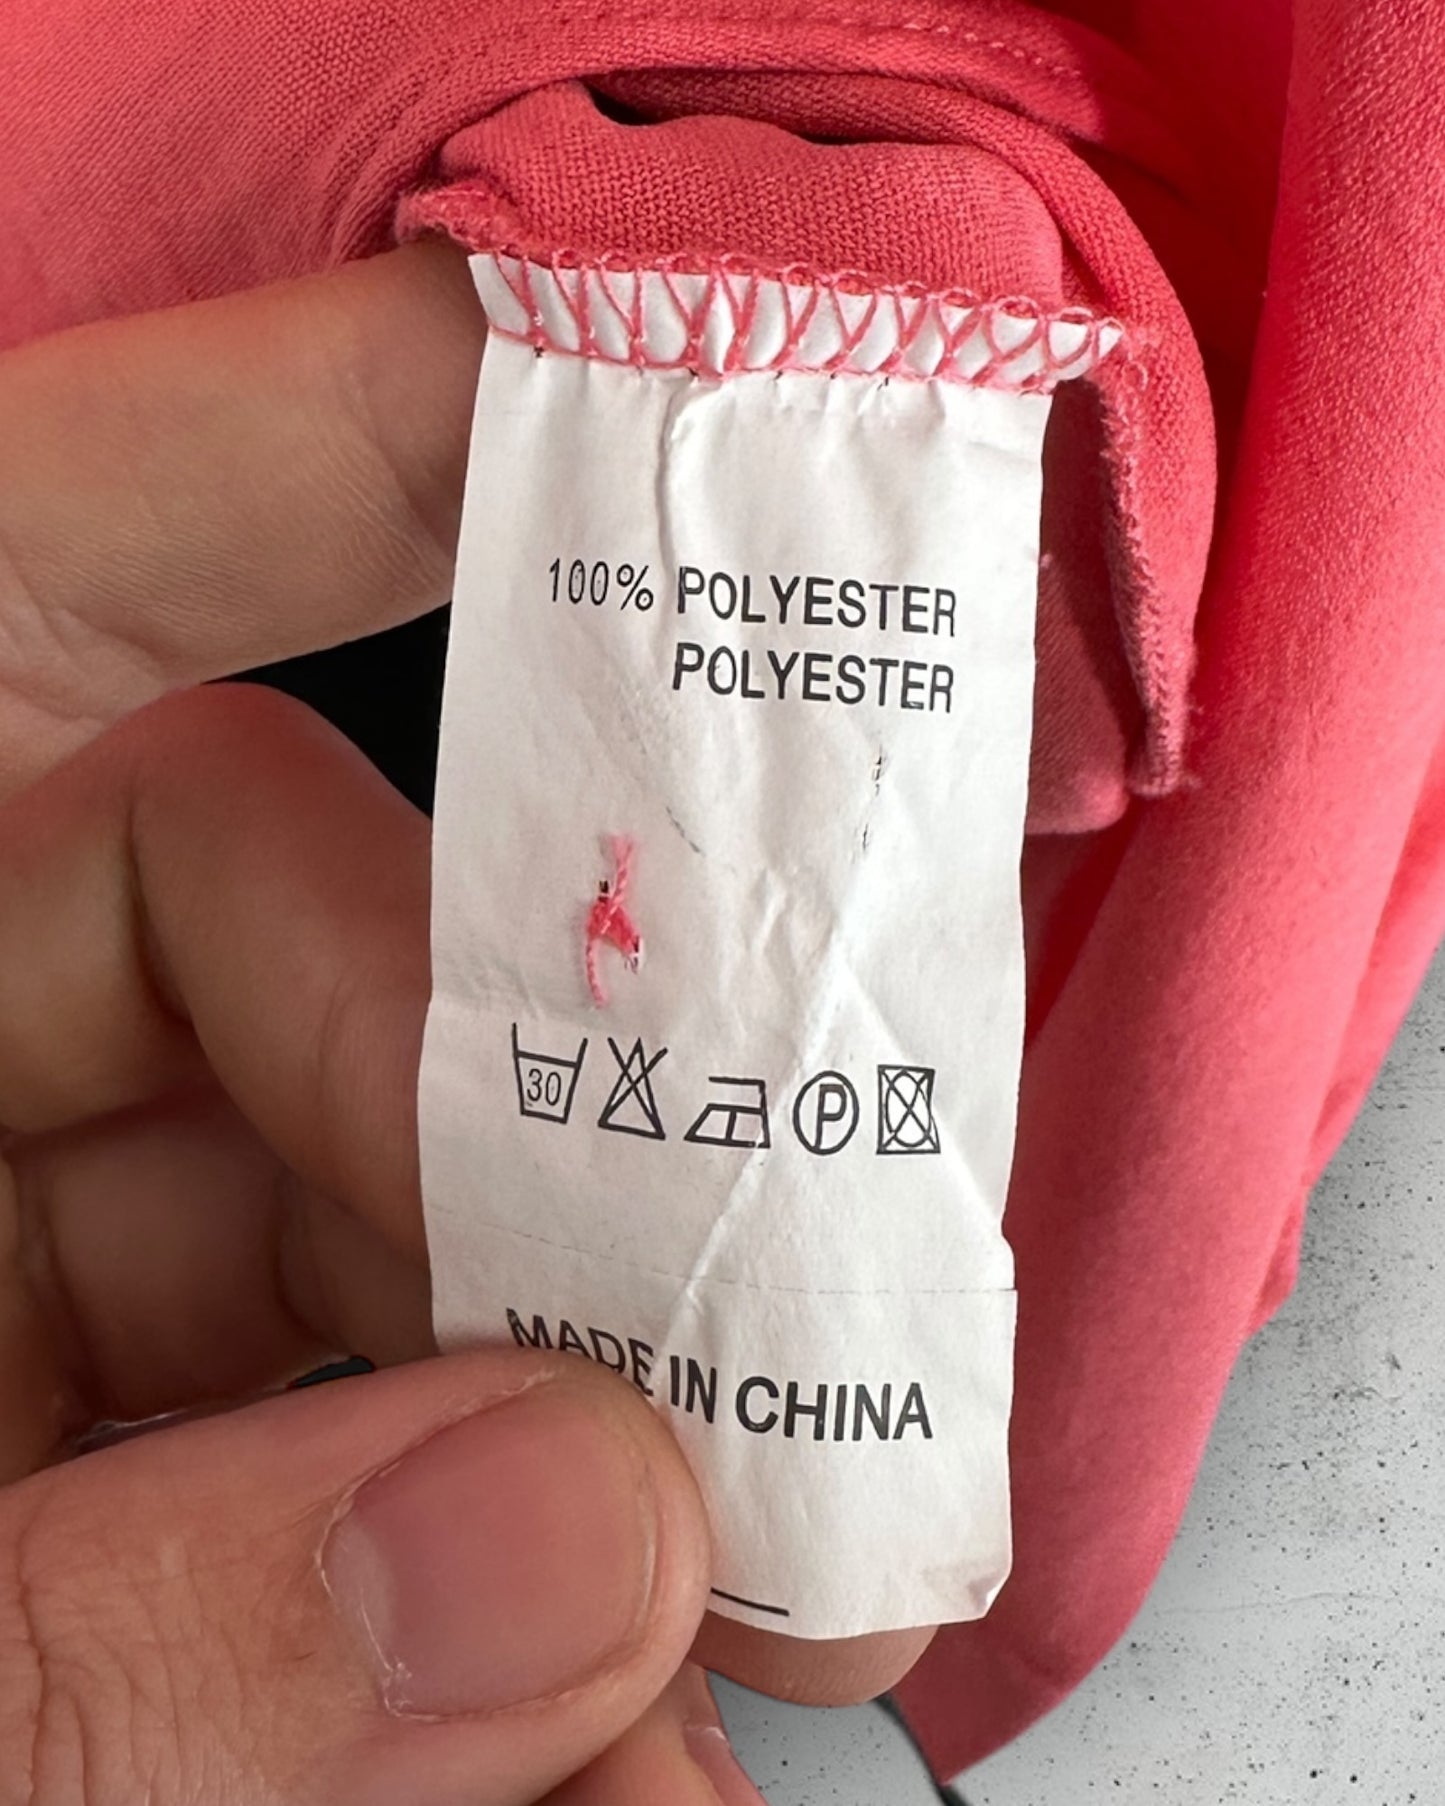 100% POLYESTER
POLYESTER
30 P
MADE IN CHINA